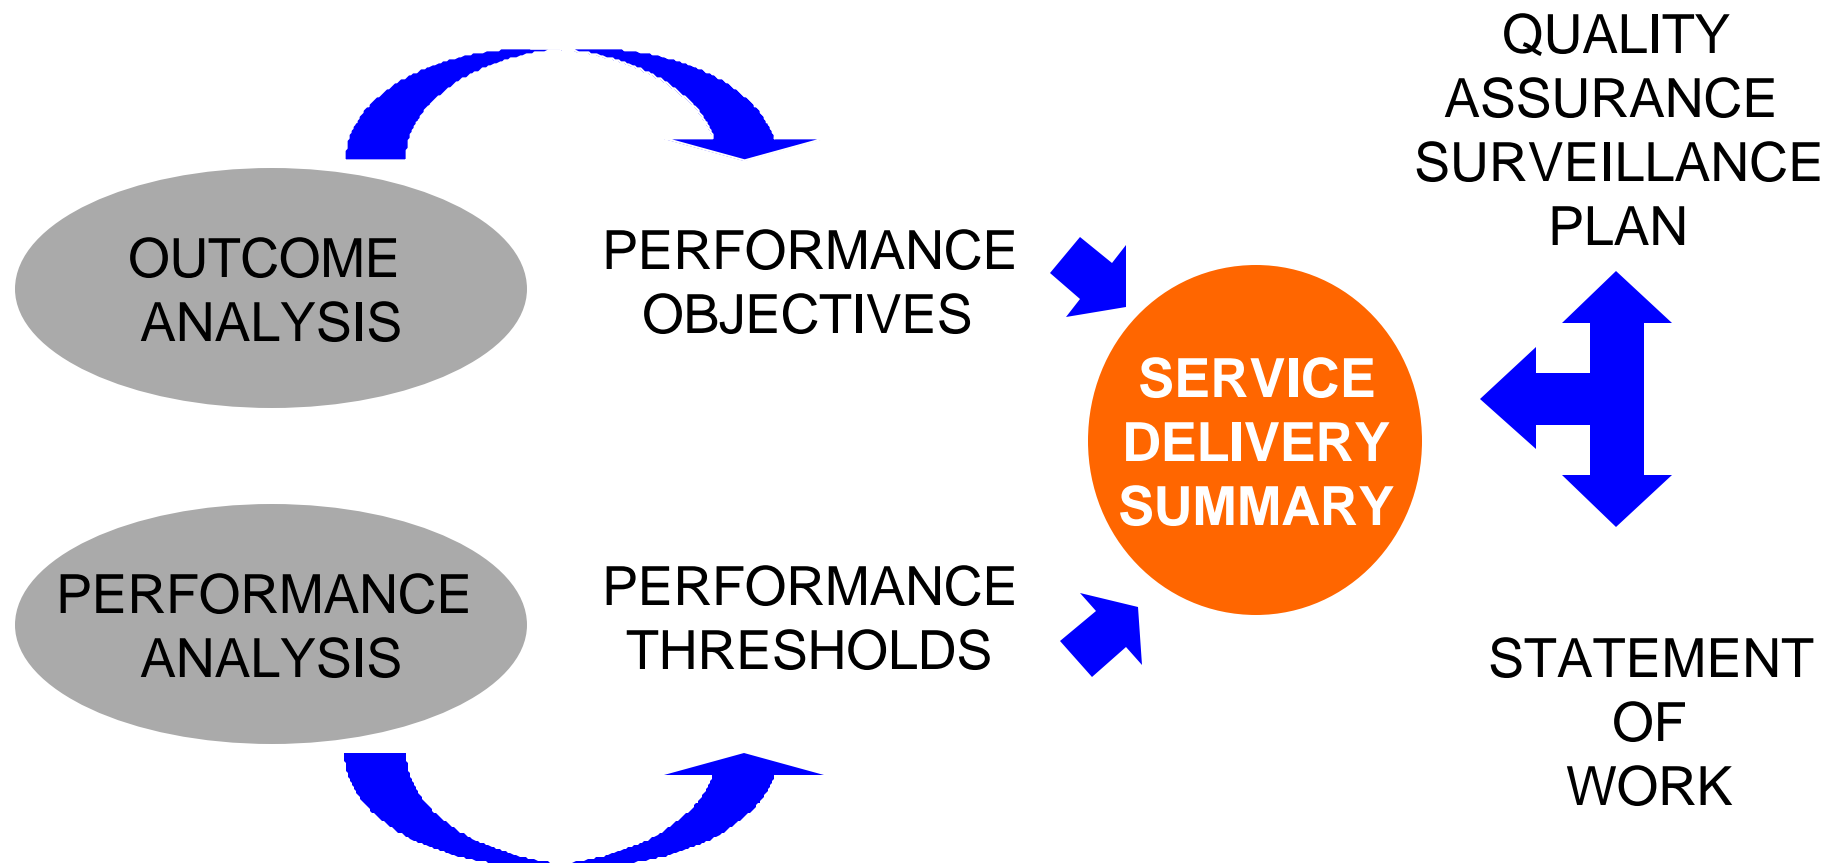 OUTCOME
ANALYSIS
PERFORMANCE
OBJECTIVES
PERFORMANCE
ANALYSIS
PERFORMANCE
THRESHOLDS
SERVICE
DELIVERY
SUMMARY
QUALITY
ASSURANCE
SURVEILLANCE
PLAN
STATEMENT
OF
WORK